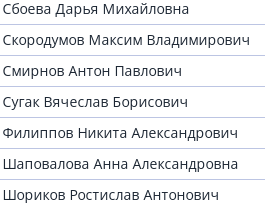 Сбоева Дарья Михайловна
Скородумов Максим Владимирович
Смирнов Антон Павлович
Сугак Вячеслав Борисович
Филиппов Никита Александрович
Шаповалова Анна Александровна
Шориков Ростислав Антонович